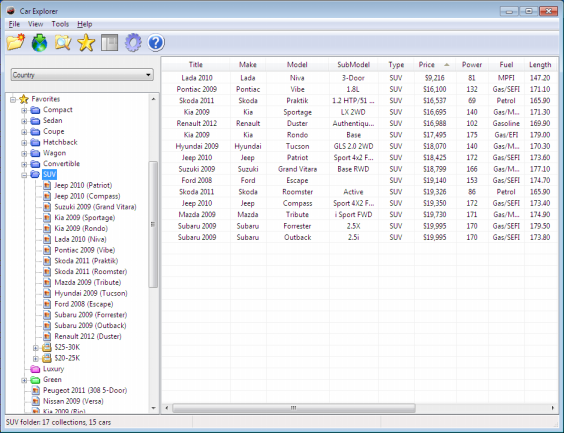 Car Explorer
File View Tools Help
Country
Favorites
Compact
Sedan
Coupe
Hatchback
Wagon
Convertible
SUV
Jeep 2010 (Patriot)
Jeep 2010 (Compass)
Suzuki 2009 (Grand Vitara)
Kia 2009 (Sportage)
Kia 2009 (Rondo)
Lada 2010 (Niva)
Pontiac 2009 (Vibe)
Skoda 2011 (Praktik)
Skoda 2011 (Roomster)
Mazda 2009 (Tribute)
Hyundai 2009 (Tucson)
Ford 2008 (Escape)
Subaru 2009 (Forrester)
Subaru 2009 (Outback)
Renault 2012 (Duster)
$25-30K
$20-25K
Luxury
Green
Peugeot 2011 (308 5-Door)
Nissan 2009 (Versa)
Kia 2009 (Rio)
Title Make Model SubModel Type Price Power Fuel Length
Lada 2010 Lada Niva 3-Door SUV $9,216 81 MPFI 147.20
Pontiac 2009 Pontiac Vibe 1.8L SUV $16,100 132 Gas/SEFI 171.10
Skoda 2011 Skoda Praktik 1.2 HTP/51 ... SUV $16,537 69 Petrol 165.90
Kia 2009 Kia Sportage LX 2WD SUV $16,695 140 Gas/M... 171.30
Renault 2012 Renault Duster Authentiqu... SUV $16,988 102 Gasoline 169.90
Kia 2009 Kia Rondo Base SUV $17,495 175 Gas/EFI 179.00
Hyundai 2009 Hyundai Tucson GLS 2.0 2WD SUV $18,070 140 Gas/M... 170.30
Jeep 2010 Jeep Patriot Sport 4x2 F... SUV $18,425 172 Gas/SEFI 173.60
Suzuki 2009 Suzuki Grand Vitara Base RWD SUV $18,799 166 Gas/M... 177.10
Ford 2008 Ford Escape SUV $19,140 153 Gas/SEFI 174.70
Skoda 2011 Skoda Roomster Active SUV $19,326 86 Petrol 165.90
Jeep 2010 Jeep Compass Sport 4X2 F... SUV $19,340 172 Gas/SEFI 173.40
Mazda 2009 Mazda Tribute i Sport FWD SUV $19,730 171 Gas/M... 174.90
Subaru 2009 Subaru Forrester 2.5X SUV $19,995 170 Gas/SEFI 179.50
Subaru 2009 Subaru Outback 2.5i SUV $19,995 170 Gas/SEFI 173.80
SUV folder: 17 collections, 15 cars